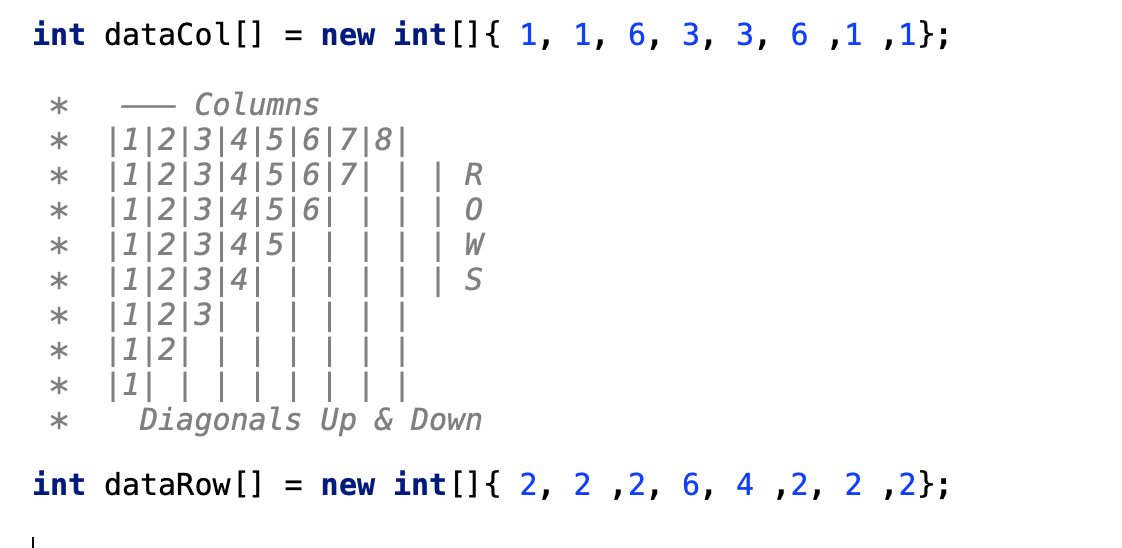 int dataCol[] = new int[]{ 1, 1, 6, 3, 3, 6 ,1 ,1};
*   ——— Columns
*  |1|2|3|4|5|6|7|8|
*  |1|2|3|4|5|6|7| | | R
*  |1|2|3|4|5|6| | | | O
*  |1|2|3|4|5| | | | | W
*  |1|2|3|4| | | | | | S
*  |1|2|3| | | | | |
*  |1|2| | | | | | |
*  |1| | | | | | | |
*    Diagonals Up & Down
int dataRow[] = new int[]{ 2, 2 ,2, 6, 4 ,2, 2 ,2};